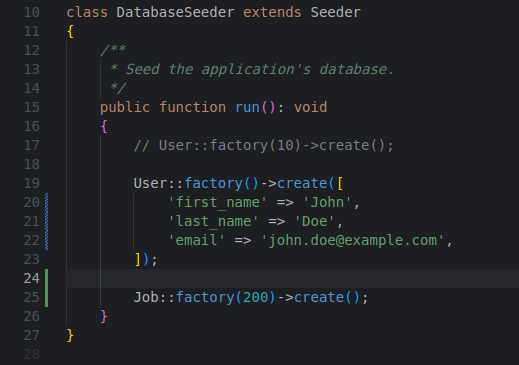 10 class DatabaseSeeder extends Seeder
11 {
12     /**
13      * Seed the application's database.
14      */
15     public function run(): void
16     {
17         // User::factory(10)->create();
18
19         User::factory()->create([
20             'first_name' => 'John',
21             'last_name' => 'Doe',
22             'email' => 'john.doe@example.com',
23         ]);
24
25         Job::factory(200)->create();
26     }
27 }
28